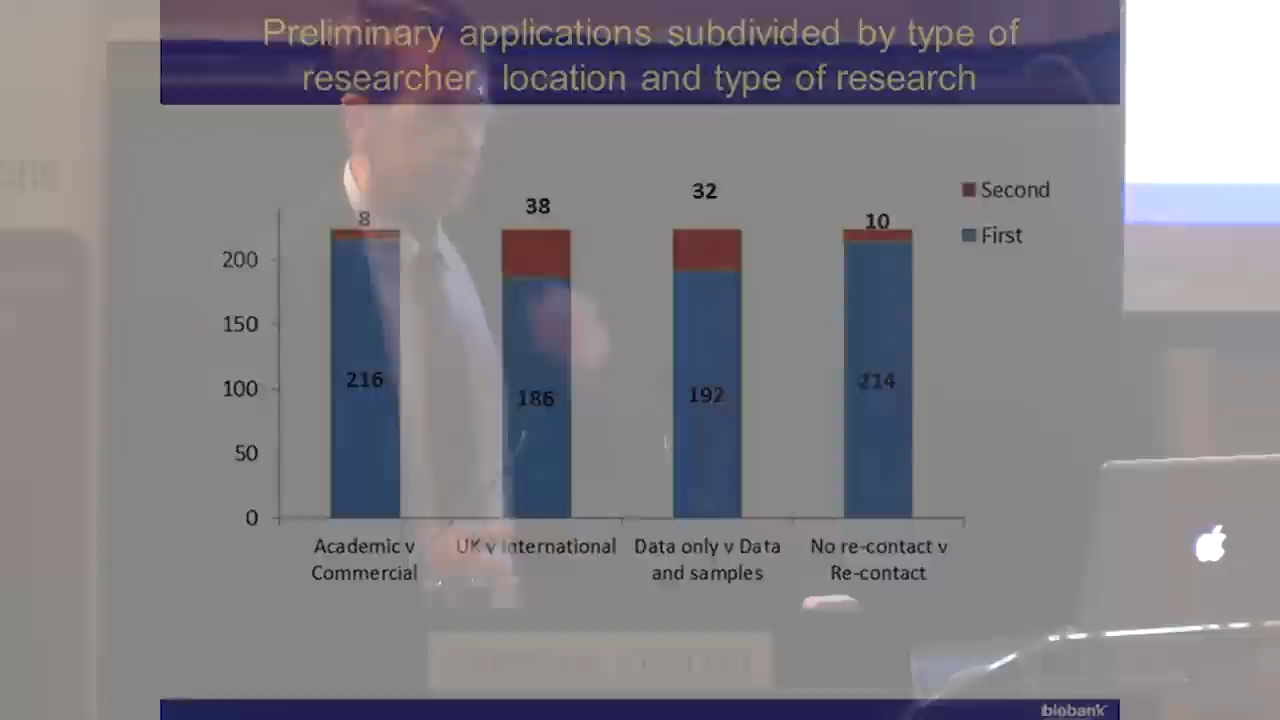 Preliminary applications subdivided by type of
researcher, location and type of research
Second
First
8
38
32
10
200
150
100
50
0
216
186
192
214
Academic v
Commercial
UK v International
Data only v Data
and samples
No re-contact v
Re-contact
biobank